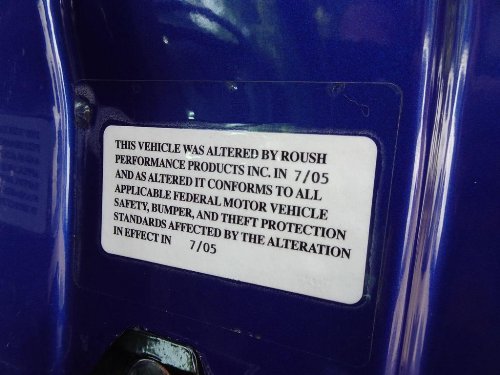 THIS VEHICLE WAS ALTERED BY ROUSH
PERFORMANCE PRODUCTS INC. IN 7/05
AND AS ALTERED IT CONFORMS TO ALL
APPLICABLE FEDERAL MOTOR VEHICLE
SAFETY, BUMPER, AND THEFT PROTECTION
STANDARDS AFFECTED BY THE ALTERATION
IN EFFECT IN 7/05